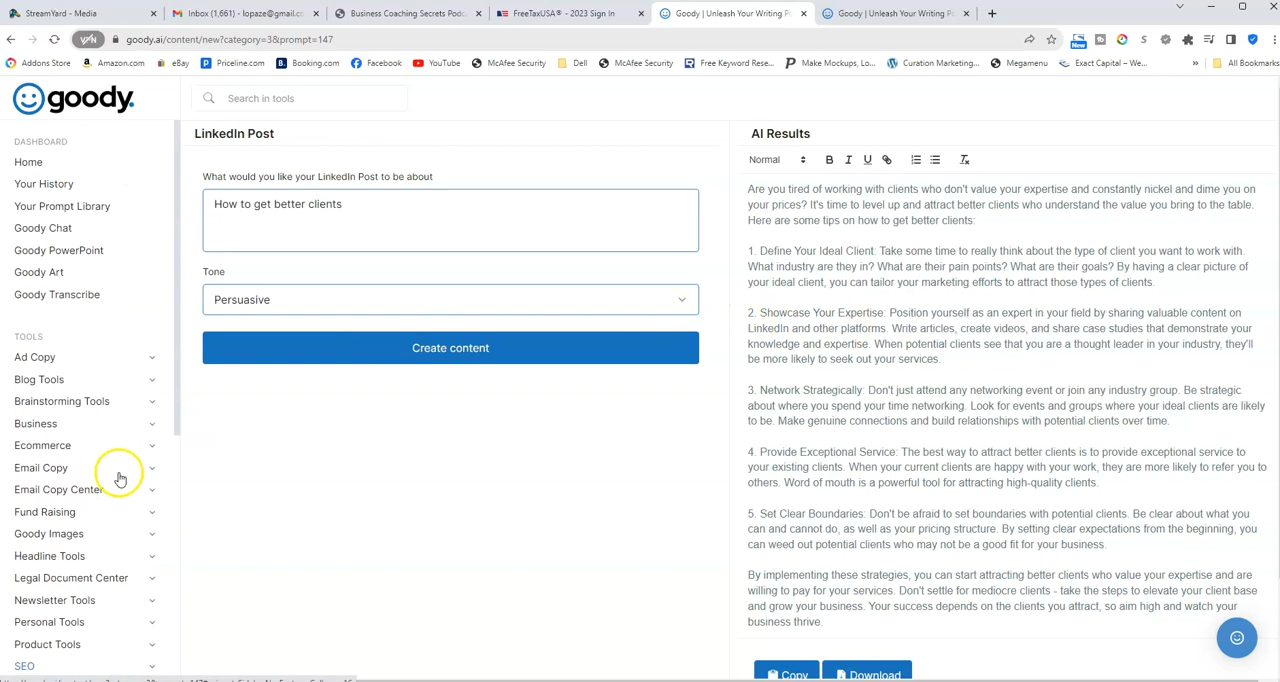 StreamYard - Media
Inbox (1,661) - lopaze@gmail.co
Business Coaching Secrets Podc
FreeTaxUSA® - 2023 Sign In
Goody | Unleash Your Writing P
Goody | Unleash Your Writing P
VPN
goody.ai/content/new?category=3&prompt=147
New
Addons Store
Amazon.com
eBay
Priceline.com
Booking.com
Facebook
YouTube
McAfee Security
Dell
McAfee Security
Free Keyword Rese...
Make Mockups, Lo...
Curation Marketing...
Megamenu
Exact Capital – We...
»
All Bookmarks
goody.
Search in tools
DASHBOARD
Home
Your History
Your Prompt Library
Goody Chat
Goody PowerPoint
Goody Art
Goody Transcribe
TOOLS
Ad Copy
Blog Tools
Brainstorming Tools
Business
Ecommerce
Email Copy
Email Copy Center
Fund Raising
Goody Images
Headline Tools
Legal Document Center
Newsletter Tools
Personal Tools
Product Tools
SEO
LinkedIn Post
What would you like your LinkedIn Post to be about
How to get better clients
Tone
Persuasive
Create content
AI Results
Normal
B I U
Are you tired of working with clients who don't value your expertise and constantly nickel and dime you on
your prices? It's time to level up and attract better clients who understand the value you bring to the table.
Here are some tips on how to get better clients:
1. Define Your Ideal Client: Take some time to really think about the type of client you want to work with.
What industry are they in? What are their pain points? What are their goals? By having a clear picture of
your ideal client, you can tailor your marketing efforts to attract those types of clients.
2. Showcase Your Expertise: Position yourself as an expert in your field by sharing valuable content on
LinkedIn and other platforms. Write articles, create videos, and share case studies that demonstrate your
knowledge and expertise. When potential clients see that you are a thought leader in your industry, they'll
be more likely to seek out your services.
3. Network Strategically: Don't just attend any networking event or join any industry group. Be strategic
about where you spend your time networking. Look for events and groups where your ideal clients are likely
to be. Make genuine connections and build relationships with potential clients over time.
4. Provide Exceptional Service: The best way to attract better clients is to provide exceptional service to
your existing clients. When your current clients are happy with your work, they are more likely to refer you to
others. Word of mouth is a powerful tool for attracting high-quality clients.
5. Set Clear Boundaries: Don't be afraid to set boundaries with potential clients. Be clear about what you
can and cannot do, as well as your pricing structure. By setting clear expectations from the beginning, you
can weed out potential clients who may not be a good fit for your business.
By implementing these strategies, you can start attracting better clients who value your expertise and are
willing to pay for your services. Don't settle for mediocre clients - take the steps to elevate your client base
and grow your business. Your success depends on the clients you attract, so aim high and watch your
business thrive.
Copy
Download